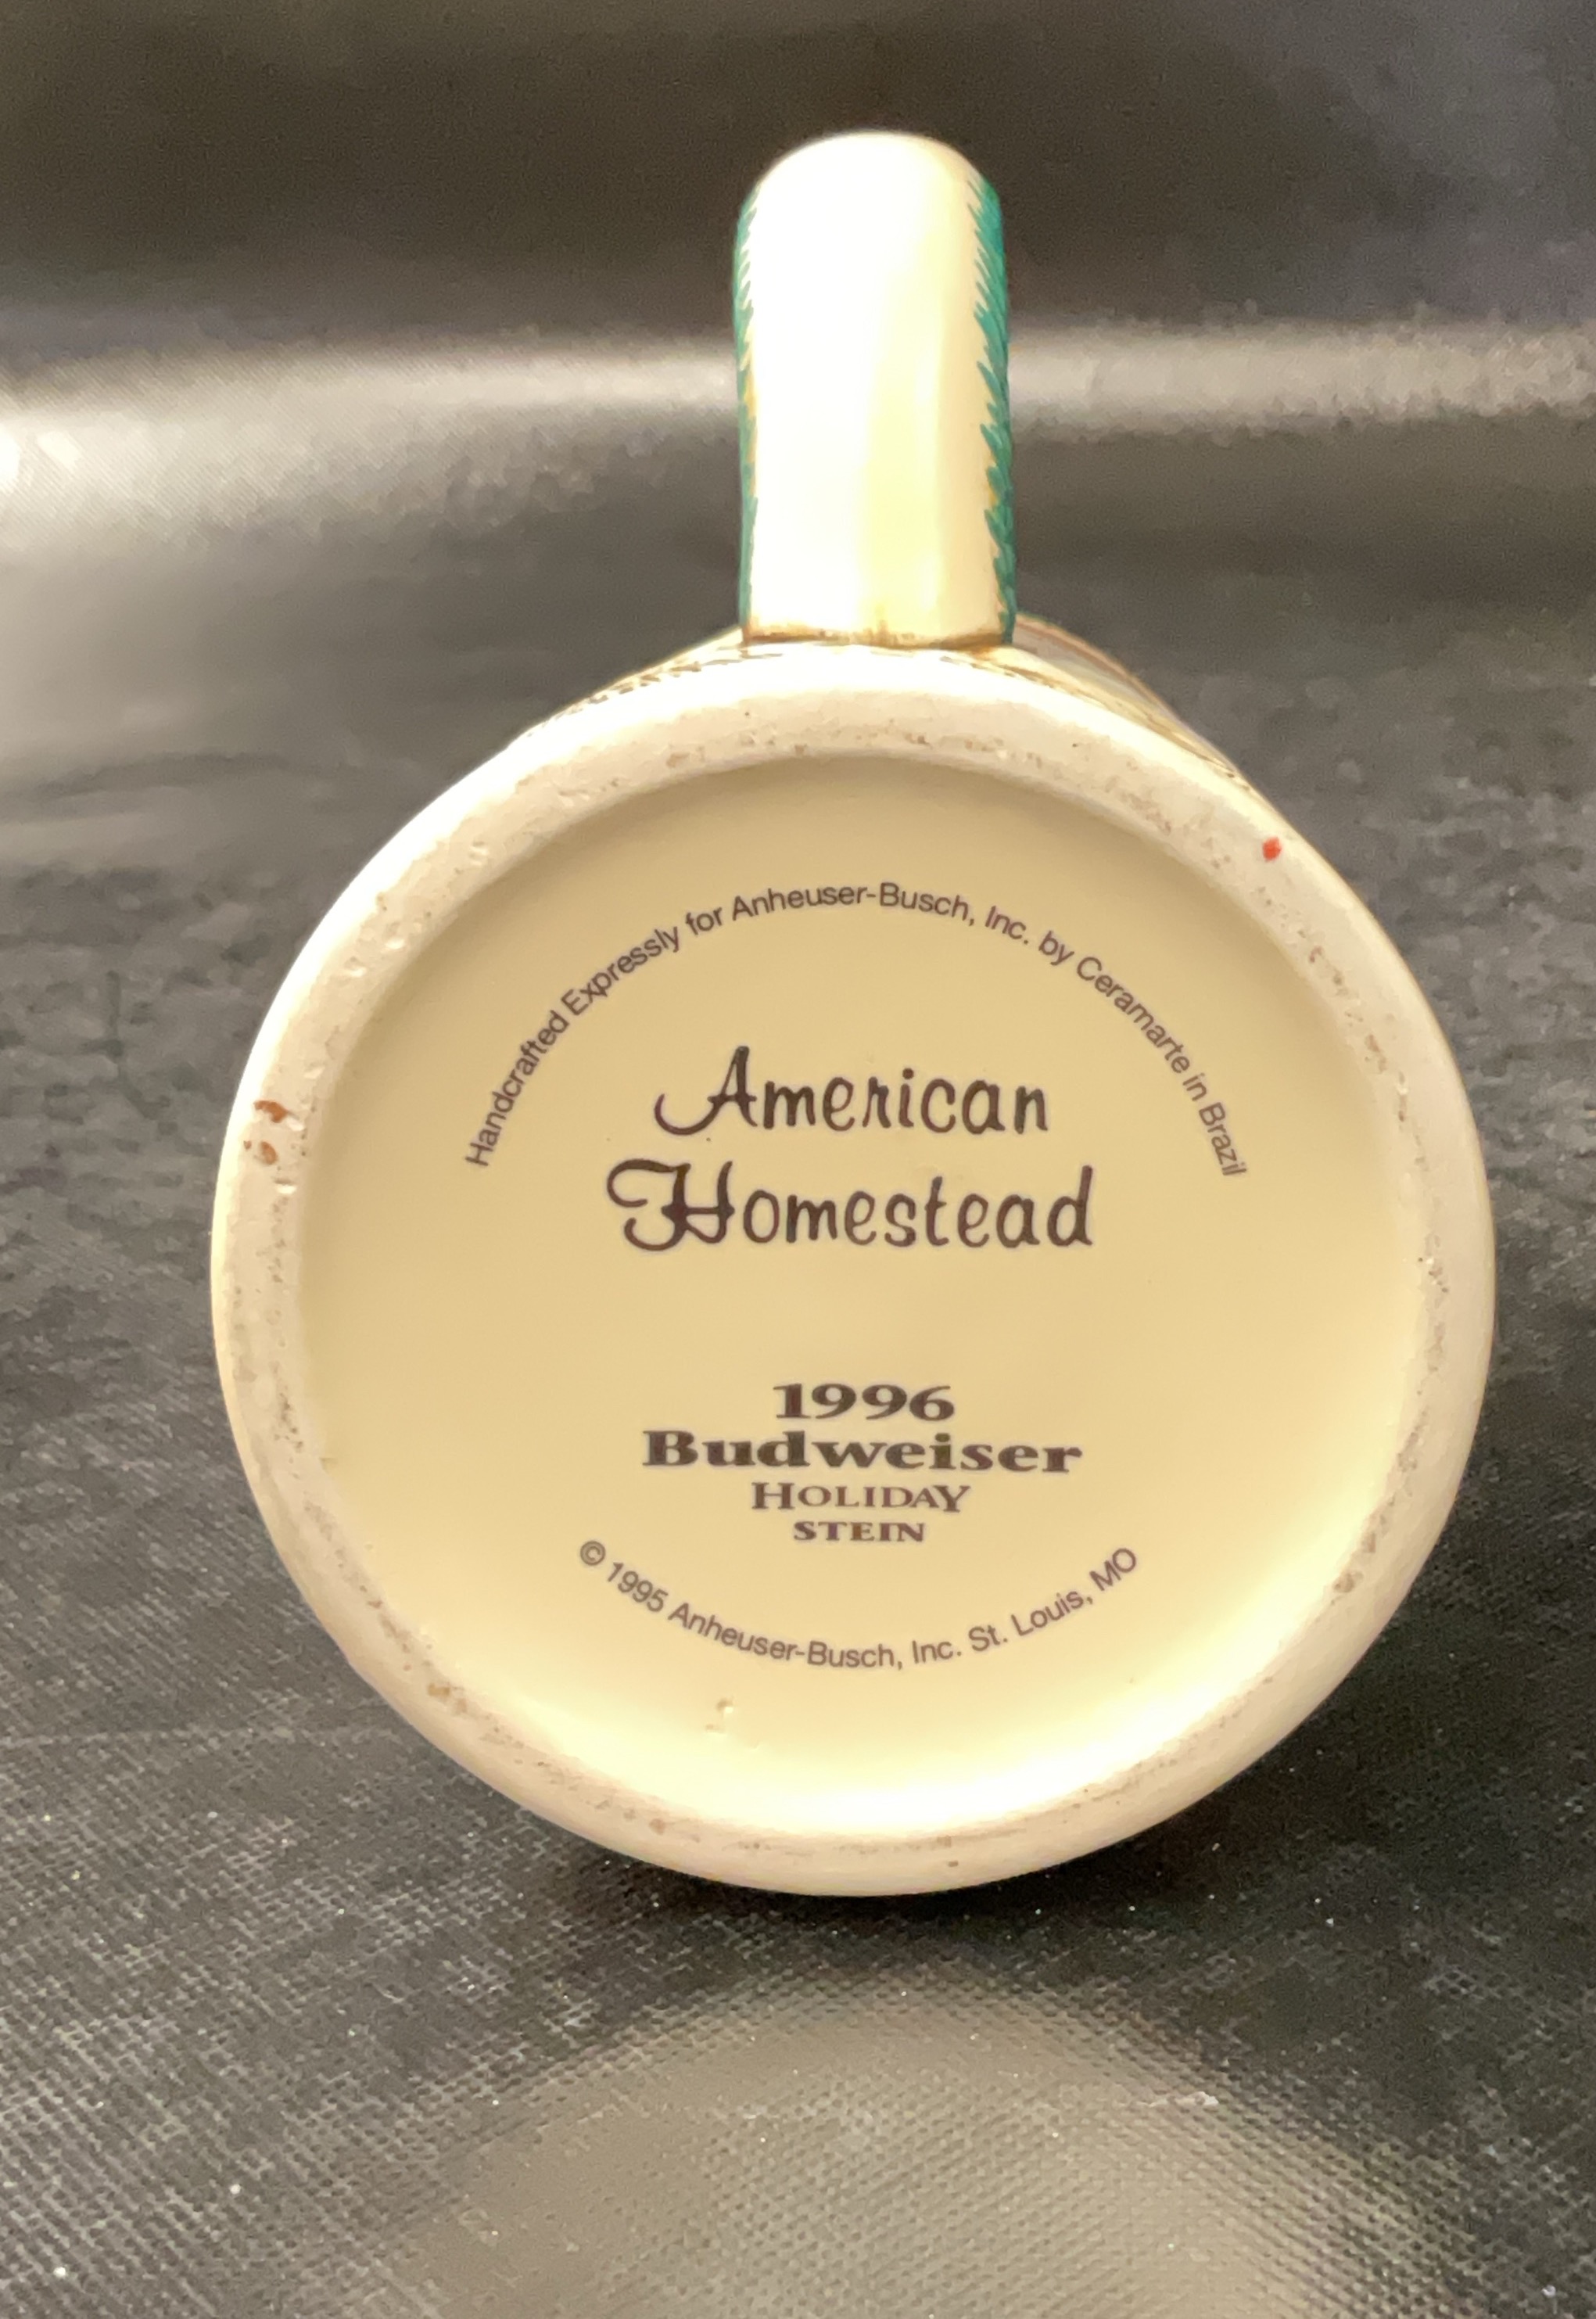 Handcrafted Expressly for Anheuser-Busch, Inc. by Ceramarte in Brazil
American
Homestead
1996
Budweiser
HOLIDAY
STEIN
© 1995 Anheuser-Busch, Inc. St. Louis, MO